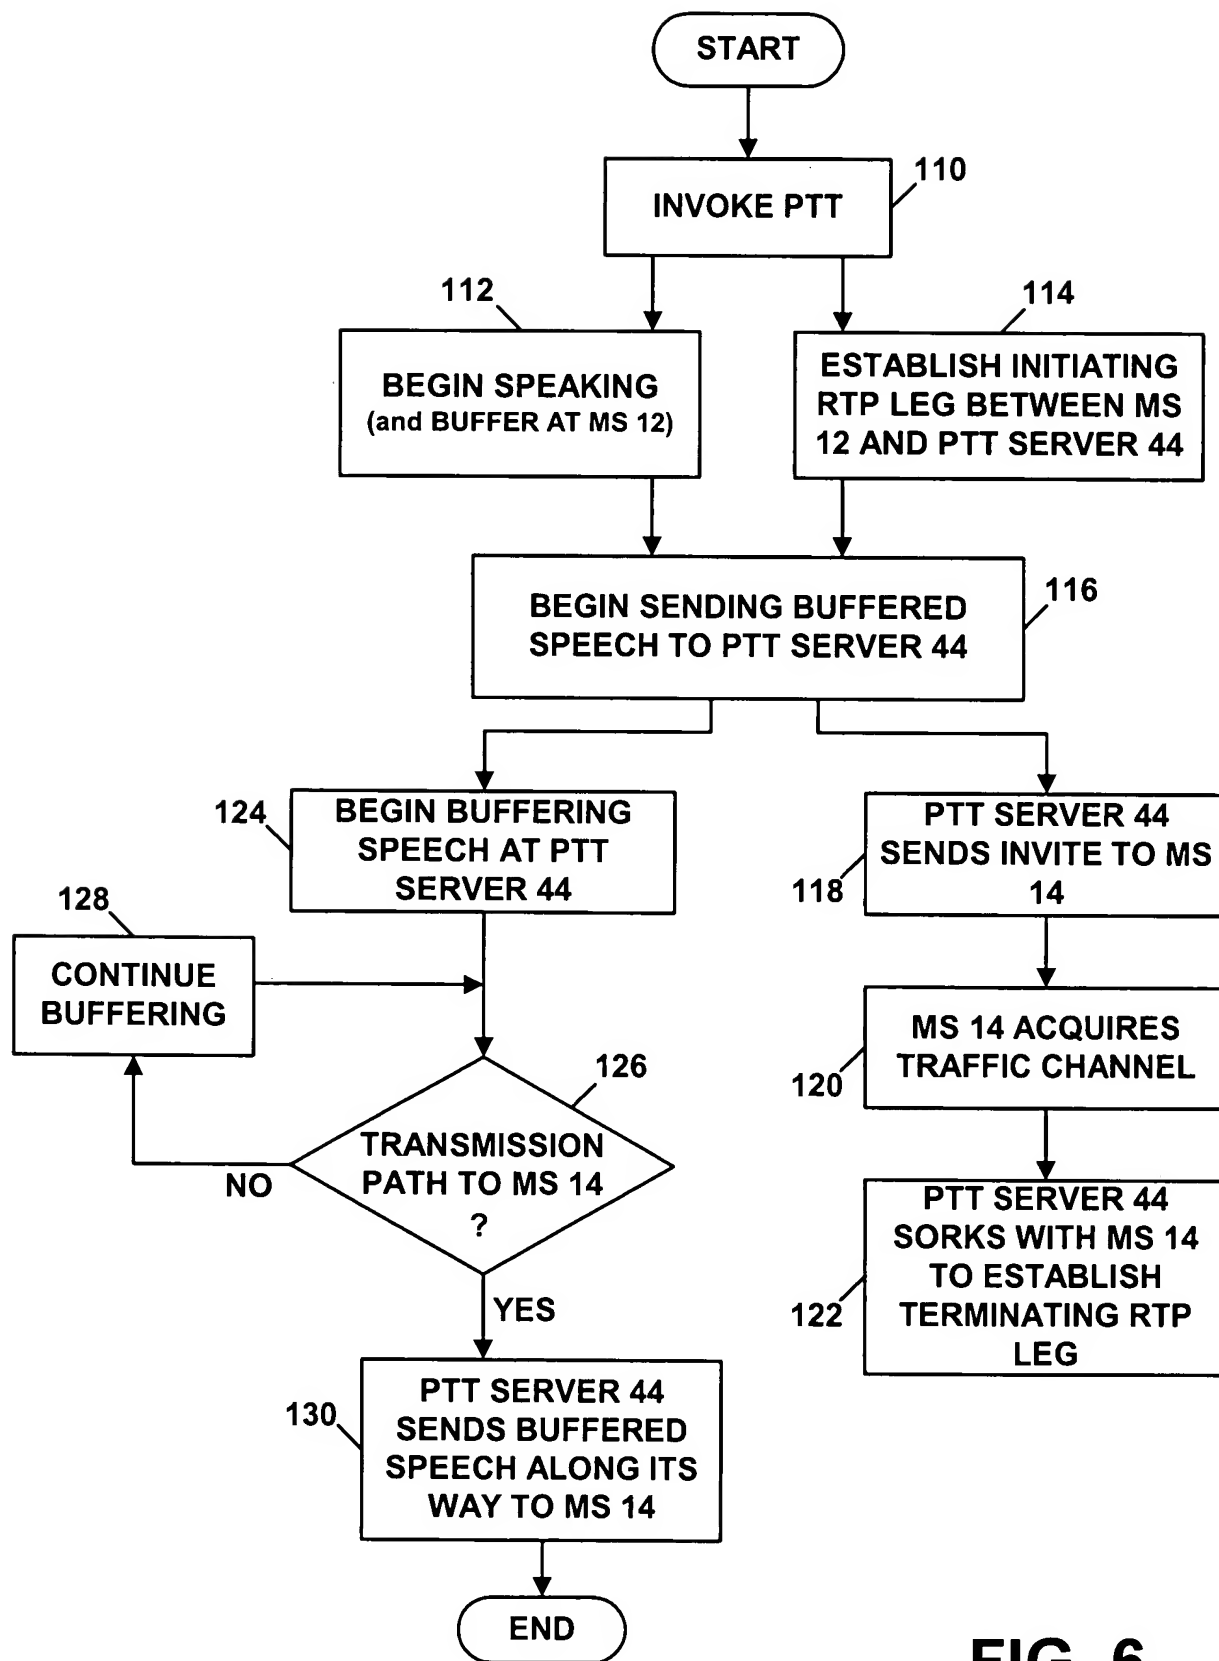 START
INVOKE PTT
110
112
BEGIN SPEAKING
(and BUFFER AT MS 12)
114
ESTABLISH INITIATING
RTP LEG BETWEEN MS
12 AND PTT SERVER 44
BEGIN SENDING BUFFERED
SPEECH TO PTT SERVER 44
116
124
BEGIN BUFFERING
SPEECH AT PTT
SERVER 44
PTT SERVER 44
SENDS INVITE TO MS
14
118
128
CONTINUE
BUFFERING
MS 14 ACQUIRES
TRAFFIC CHANNEL
120
126
TRANSMISSION
PATH TO MS 14
?
NO
YES
PTT SERVER 44
SORKS WITH MS 14
TO ESTABLISH
TERMINATING RTP
LEG
122
130
PTT SERVER 44
SENDS BUFFERED
SPEECH ALONG ITS
WAY TO MS 14
END
FIG. 6